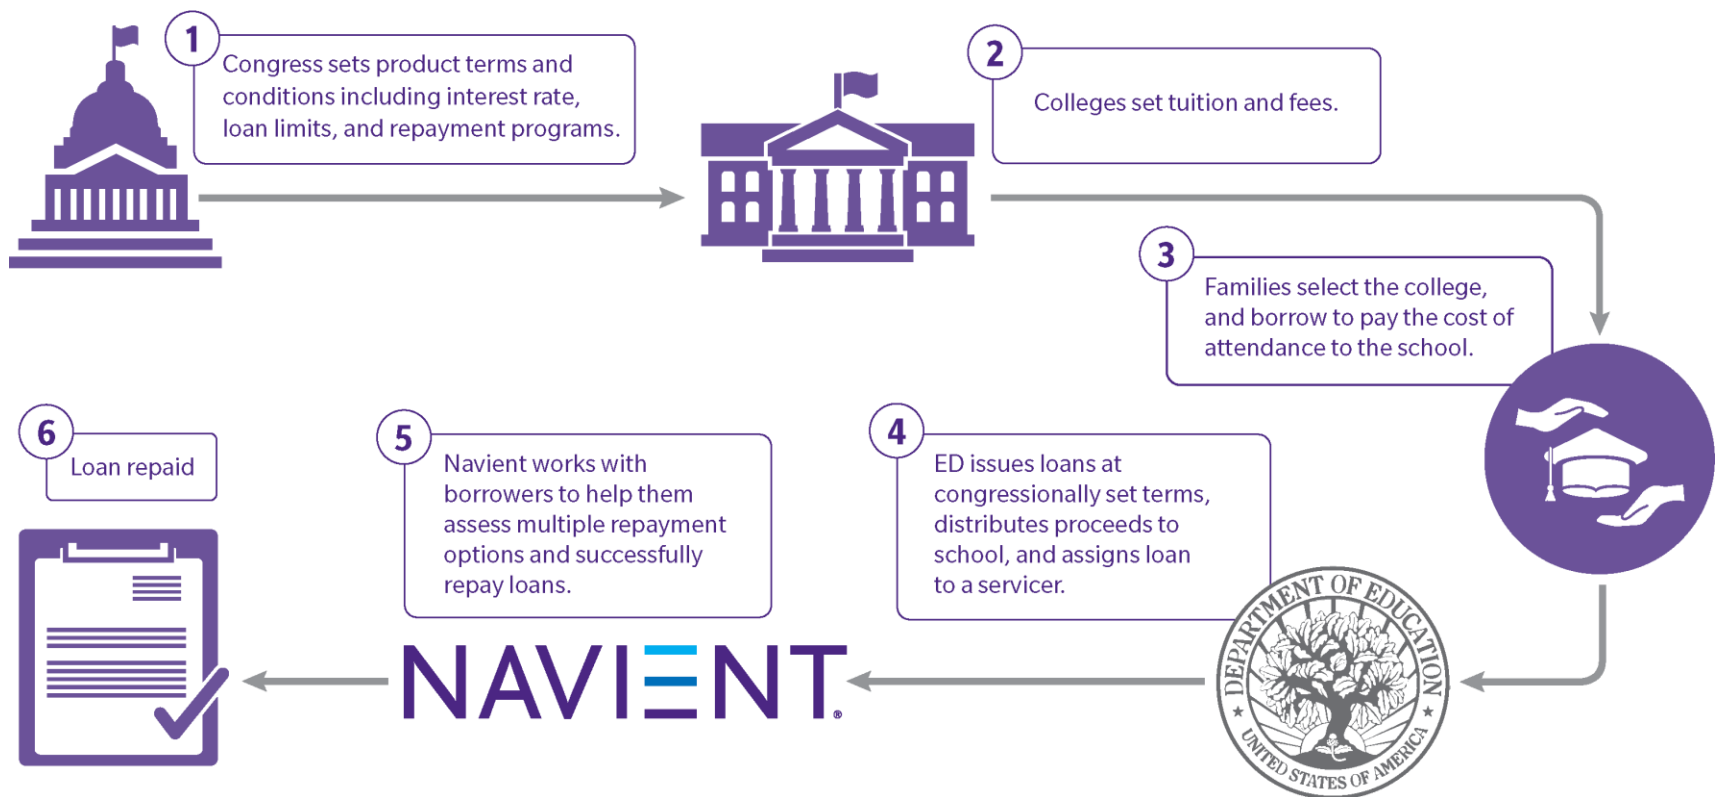 1
Congress sets product terms and
conditions including interest rate,
loan limits, and repayment programs.
2
Colleges set tuition and fees.
3
Families select the college,
and borrow to pay the cost of
attendance to the school.
4
ED issues loans at
congressionally set terms,
distributes proceeds to
school, and assigns loan
to a servicer.
DEPARTMENT OF EDUCATION
UNITED STATES OF AMERICA
5
Navient works with
borrowers to help them
assess multiple repayment
options and successfully
repay loans.
NAVIENT®
6
Loan repaid